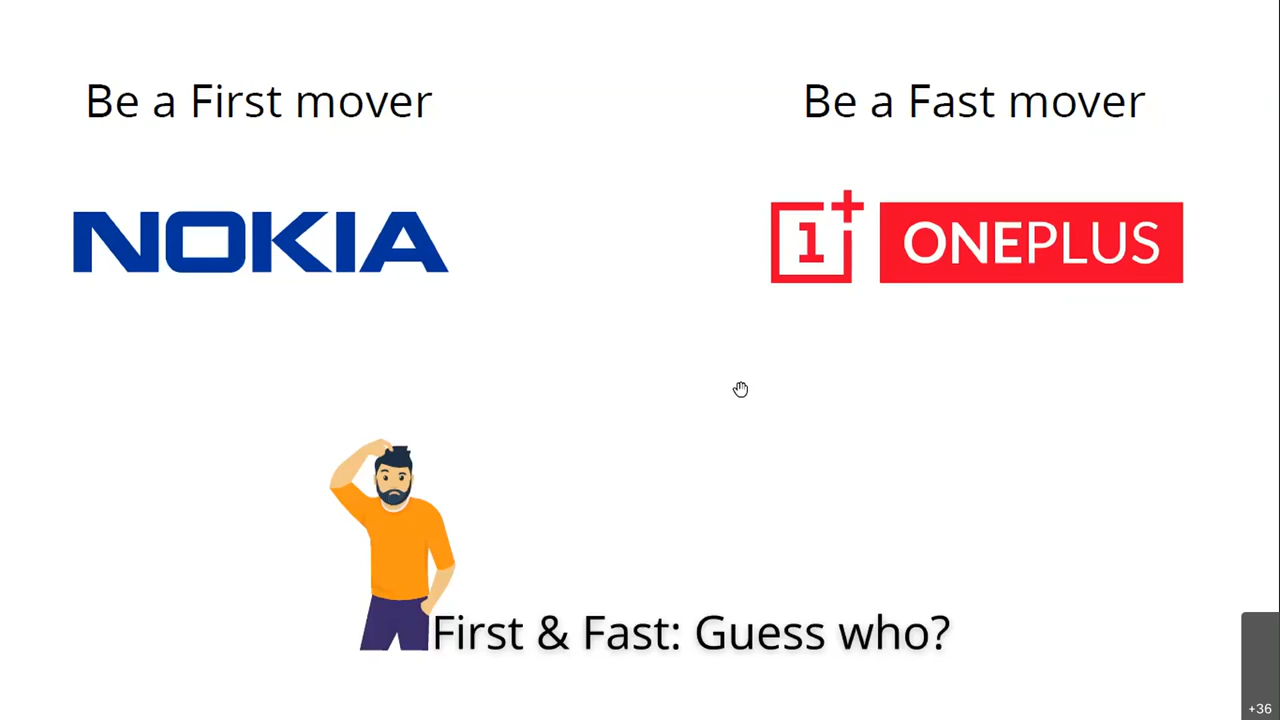 Be a First mover
Be a Fast mover
NOKIA
1+ ONEPLUS
First & Fast: Guess who?
+36